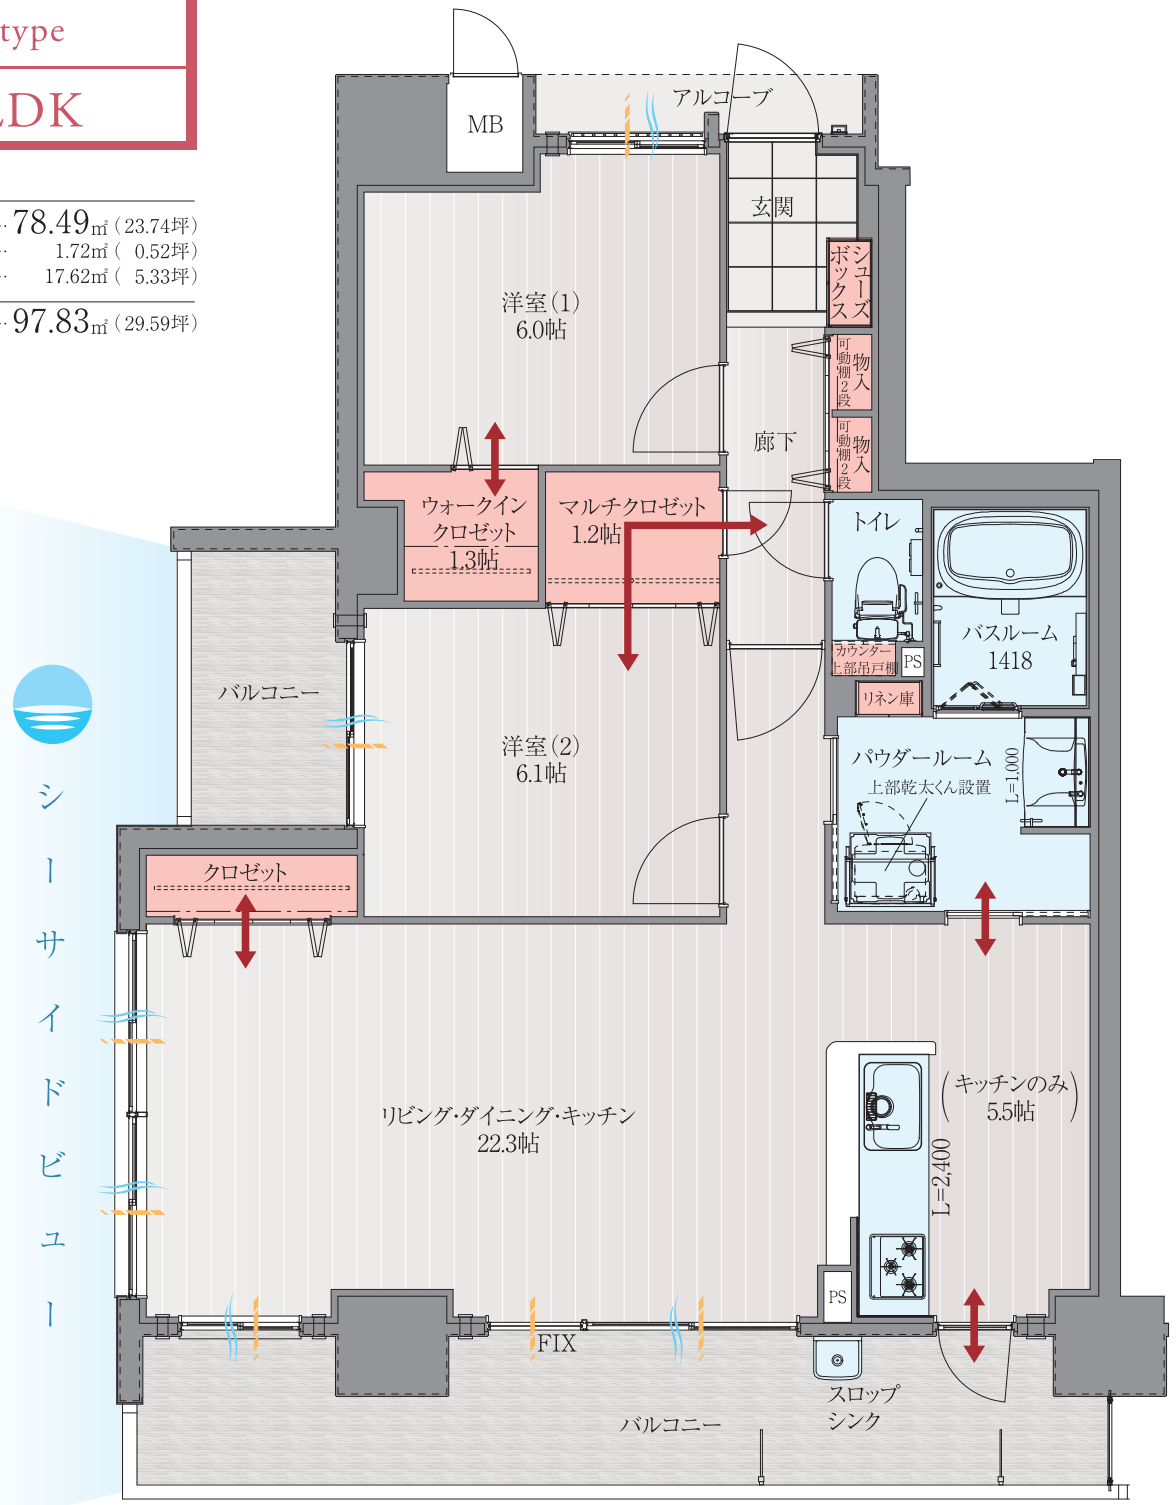 type
LDK
78.49㎡(23.74坪)
1.72㎡( 0.52坪)
17.62㎡( 5.33坪)
97.83㎡(29.59坪)
MB
アルコーブ
玄関
シューズ
ボックス
洋室(1)
6.0帖
物入
可動棚2段
物入
可動棚2段
廊下
ウォークイン
クロゼット
1.3帖
マルチクロゼット
1.2帖
トイレ
バスルーム
1418
カウンター
上部吊戸棚
PS
リネン庫
バルコニー
洋室(2)
6.1帖
パウダールーム
上部乾太くん設置
L=1,000
クロゼット
シーサイドビュー
リビング・ダイニング・キッチン
22.3帖
(キッチンのみ)
5.5帖
L=2,400
PS
FIX
スロップ
シンク
バルコニー